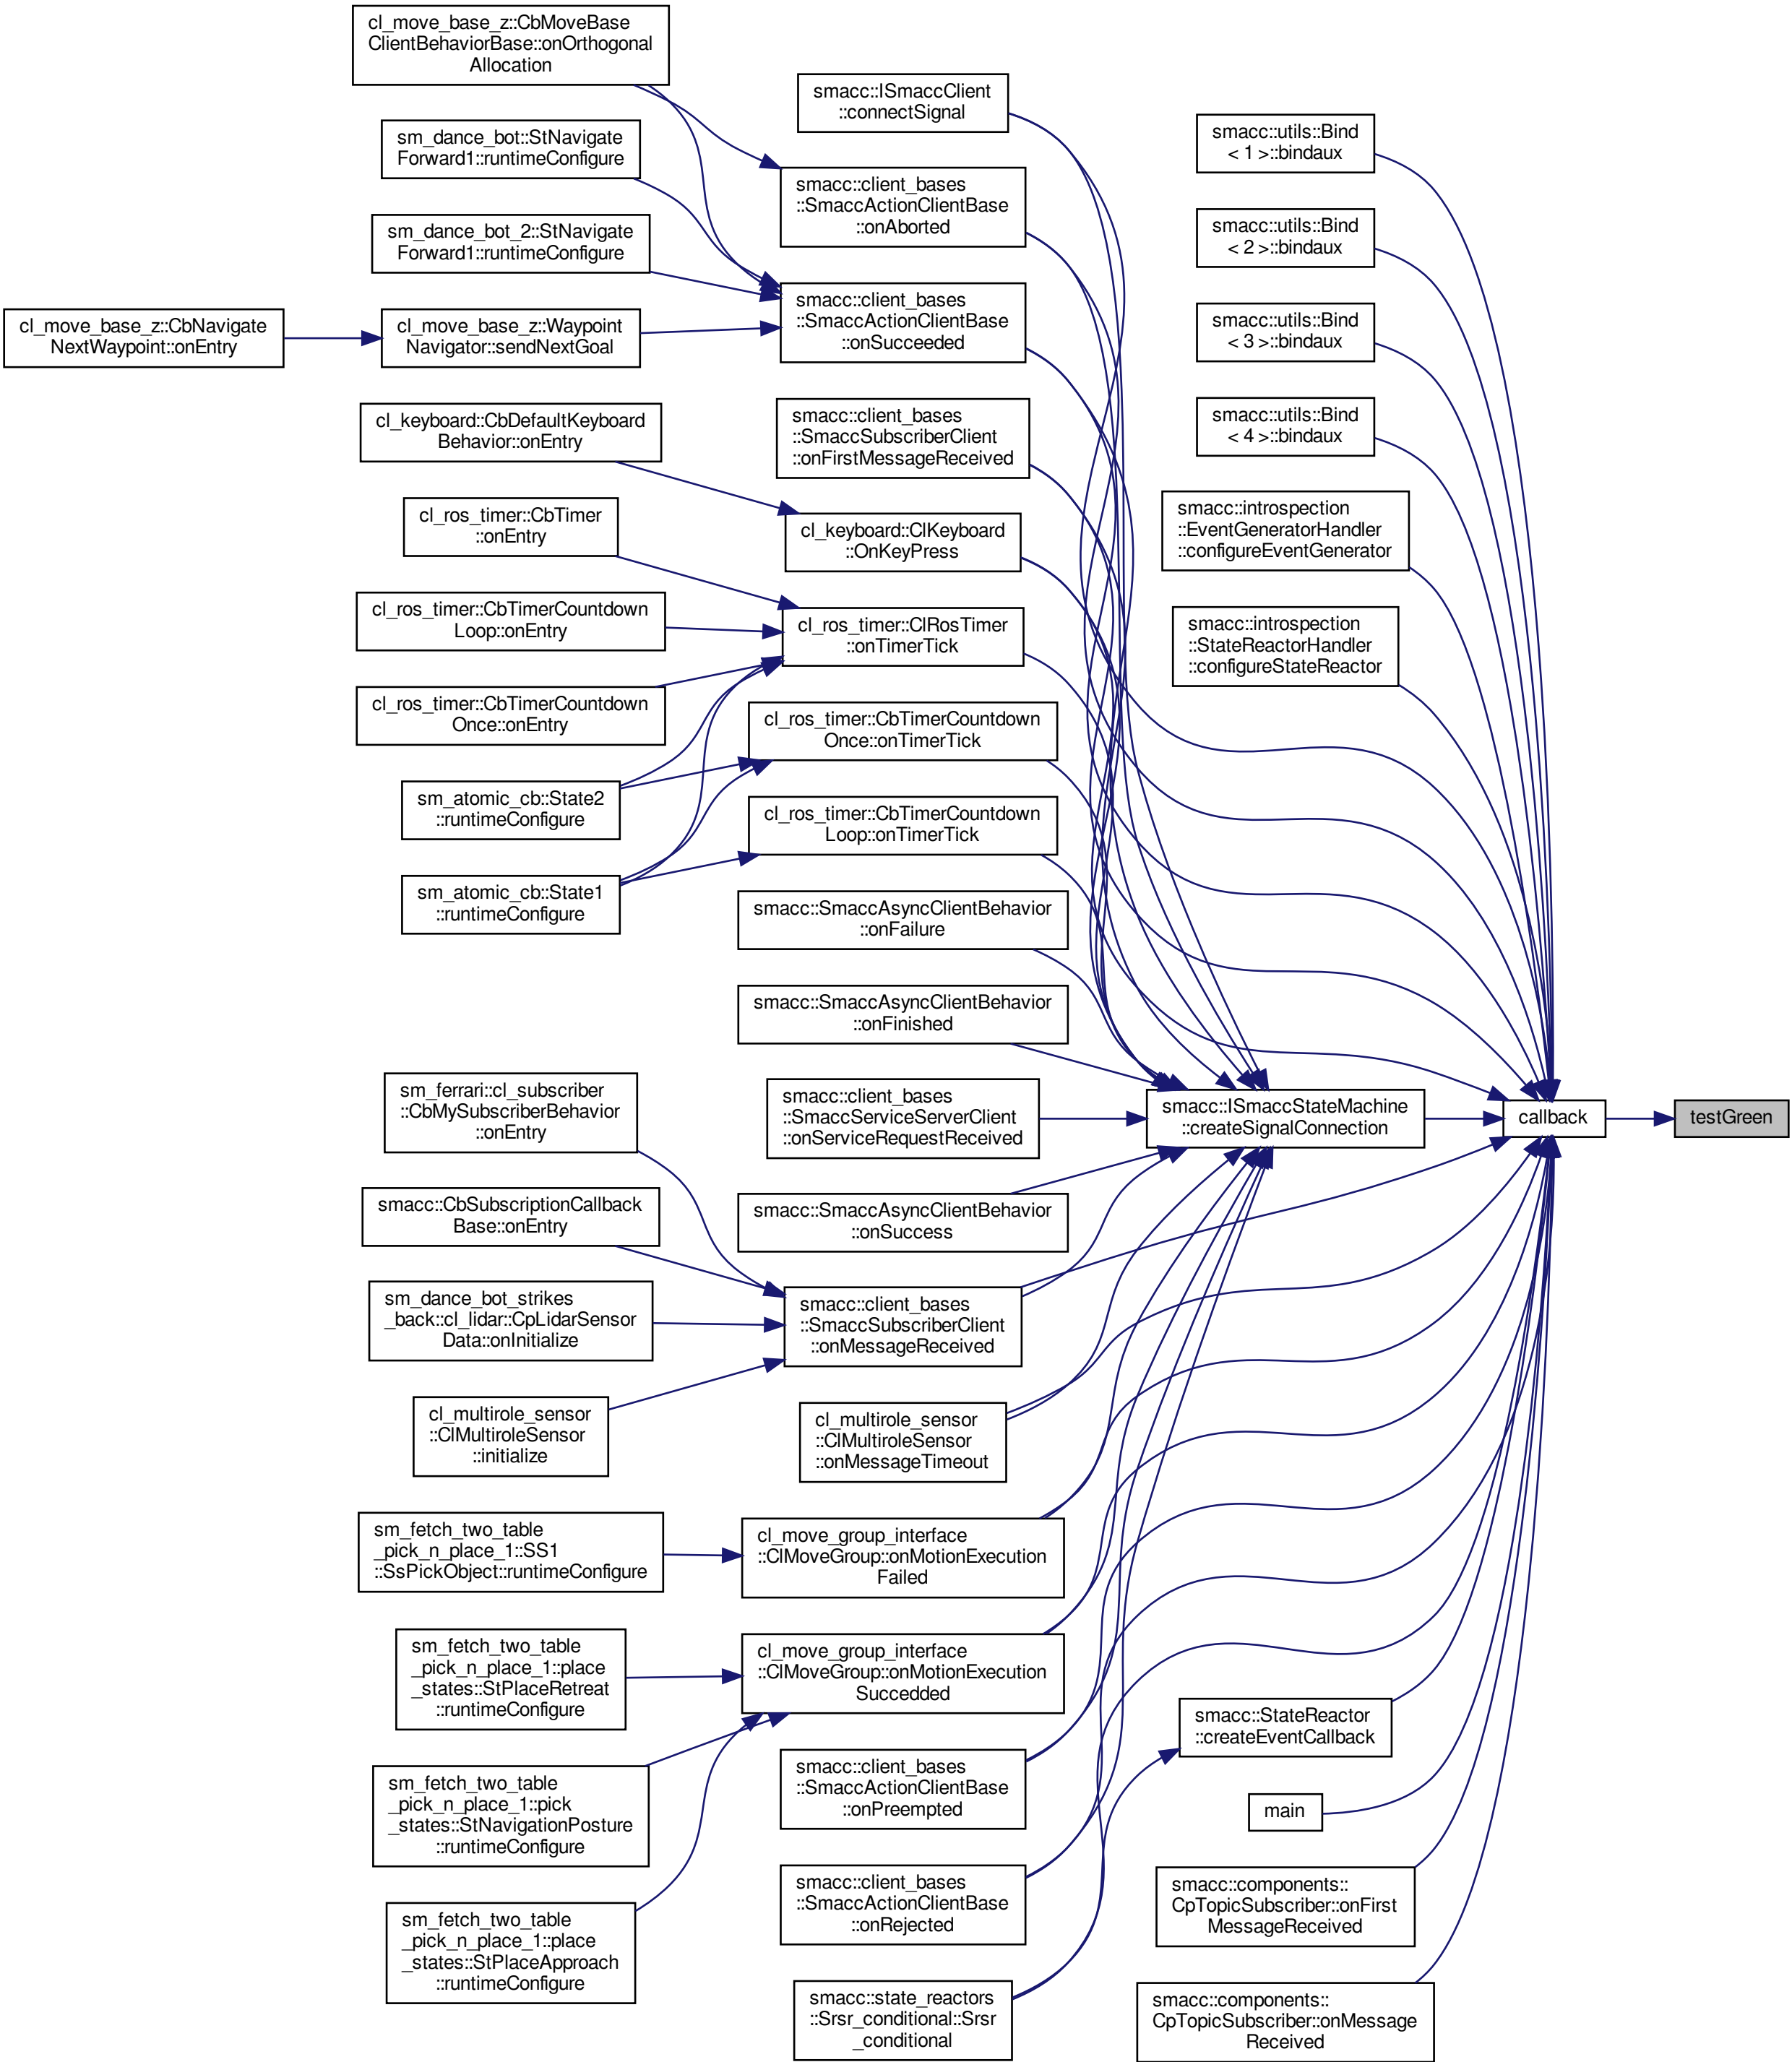 cl_move_base_z::CbMoveBase
ClientBehaviorBase::onOrthogonal
Allocation
sm_dance_bot::StNavigate
Forward1::runtimeConfigure
sm_dance_bot_2::StNavigate
Forward1::runtimeConfigure
cl_move_base_z::CbNavigate
NextWaypoint::onEntry
cl_move_base_z::Waypoint
Navigator::sendNextGoal
cl_keyboard::CbDefaultKeyboard
Behavior::onEntry
cl_ros_timer::CbTimer
::onEntry
cl_ros_timer::CbTimerCountdown
Loop::onEntry
cl_ros_timer::CbTimerCountdown
Once::onEntry
sm_atomic_cb::State2
::runtimeConfigure
sm_atomic_cb::State1
::runtimeConfigure
sm_ferrari::cl_subscriber
::CbMySubscriberBehavior
::onEntry
smacc::CbSubscriptionCallback
Base::onEntry
sm_dance_bot_strikes
_back::cl_lidar::CpLidarSensor
Data::onInitialize
cl_multirole_sensor
::ClMultiroleSensor
::initialize
sm_fetch_two_table
_pick_n_place_1::SS1
::SsPickObject::runtimeConfigure
sm_fetch_two_table
_pick_n_place_1::place
_states::StPlaceRetreat
::runtimeConfigure
sm_fetch_two_table
_pick_n_place_1::pick
_states::StNavigationPosture
::runtimeConfigure
sm_fetch_two_table
_pick_n_place_1::place
_states::StPlaceApproach
::runtimeConfigure
smacc::ISmaccClient
::connectSignal
smacc::client_bases
::SmaccActionClientBase
::onAborted
smacc::client_bases
::SmaccActionClientBase
::onSucceeded
smacc::client_bases
::SmaccSubscriberClient
::onFirstMessageReceived
cl_keyboard::ClKeyboard
::OnKeyPress
cl_ros_timer::ClRosTimer
::onTimerTick
cl_ros_timer::CbTimerCountdown
Once::onTimerTick
cl_ros_timer::CbTimerCountdown
Loop::onTimerTick
smacc::SmaccAsyncClientBehavior
::onFailure
smacc::SmaccAsyncClientBehavior
::onFinished
smacc::client_bases
::SmaccServiceServerClient
::onServiceRequestReceived
smacc::SmaccAsyncClientBehavior
::onSuccess
smacc::client_bases
::SmaccSubscriberClient
::onMessageReceived
cl_multirole_sensor
::ClMultiroleSensor
::onMessageTimeout
cl_move_group_interface
::ClMoveGroup::onMotionExecution
Failed
cl_move_group_interface
::ClMoveGroup::onMotionExecution
Succedded
smacc::client_bases
::SmaccActionClientBase
::onPreempted
smacc::client_bases
::SmaccActionClientBase
::onRejected
smacc::state_reactors
::Srsr_conditional::Srsr
_conditional
smacc::utils::Bind
< 1 >::bindaux
smacc::utils::Bind
< 2 >::bindaux
smacc::utils::Bind
< 3 >::bindaux
smacc::utils::Bind
< 4 >::bindaux
smacc::introspection
::EventGeneratorHandler
::configureEventGenerator
smacc::introspection
::StateReactorHandler
::configureStateReactor
smacc::ISmaccStateMachine
::createSignalConnection
smacc::StateReactor
::createEventCallback
main
smacc::components::
CpTopicSubscriber::onFirst
MessageReceived
smacc::components::
CpTopicSubscriber::onMessage
Received
callback
testGreen